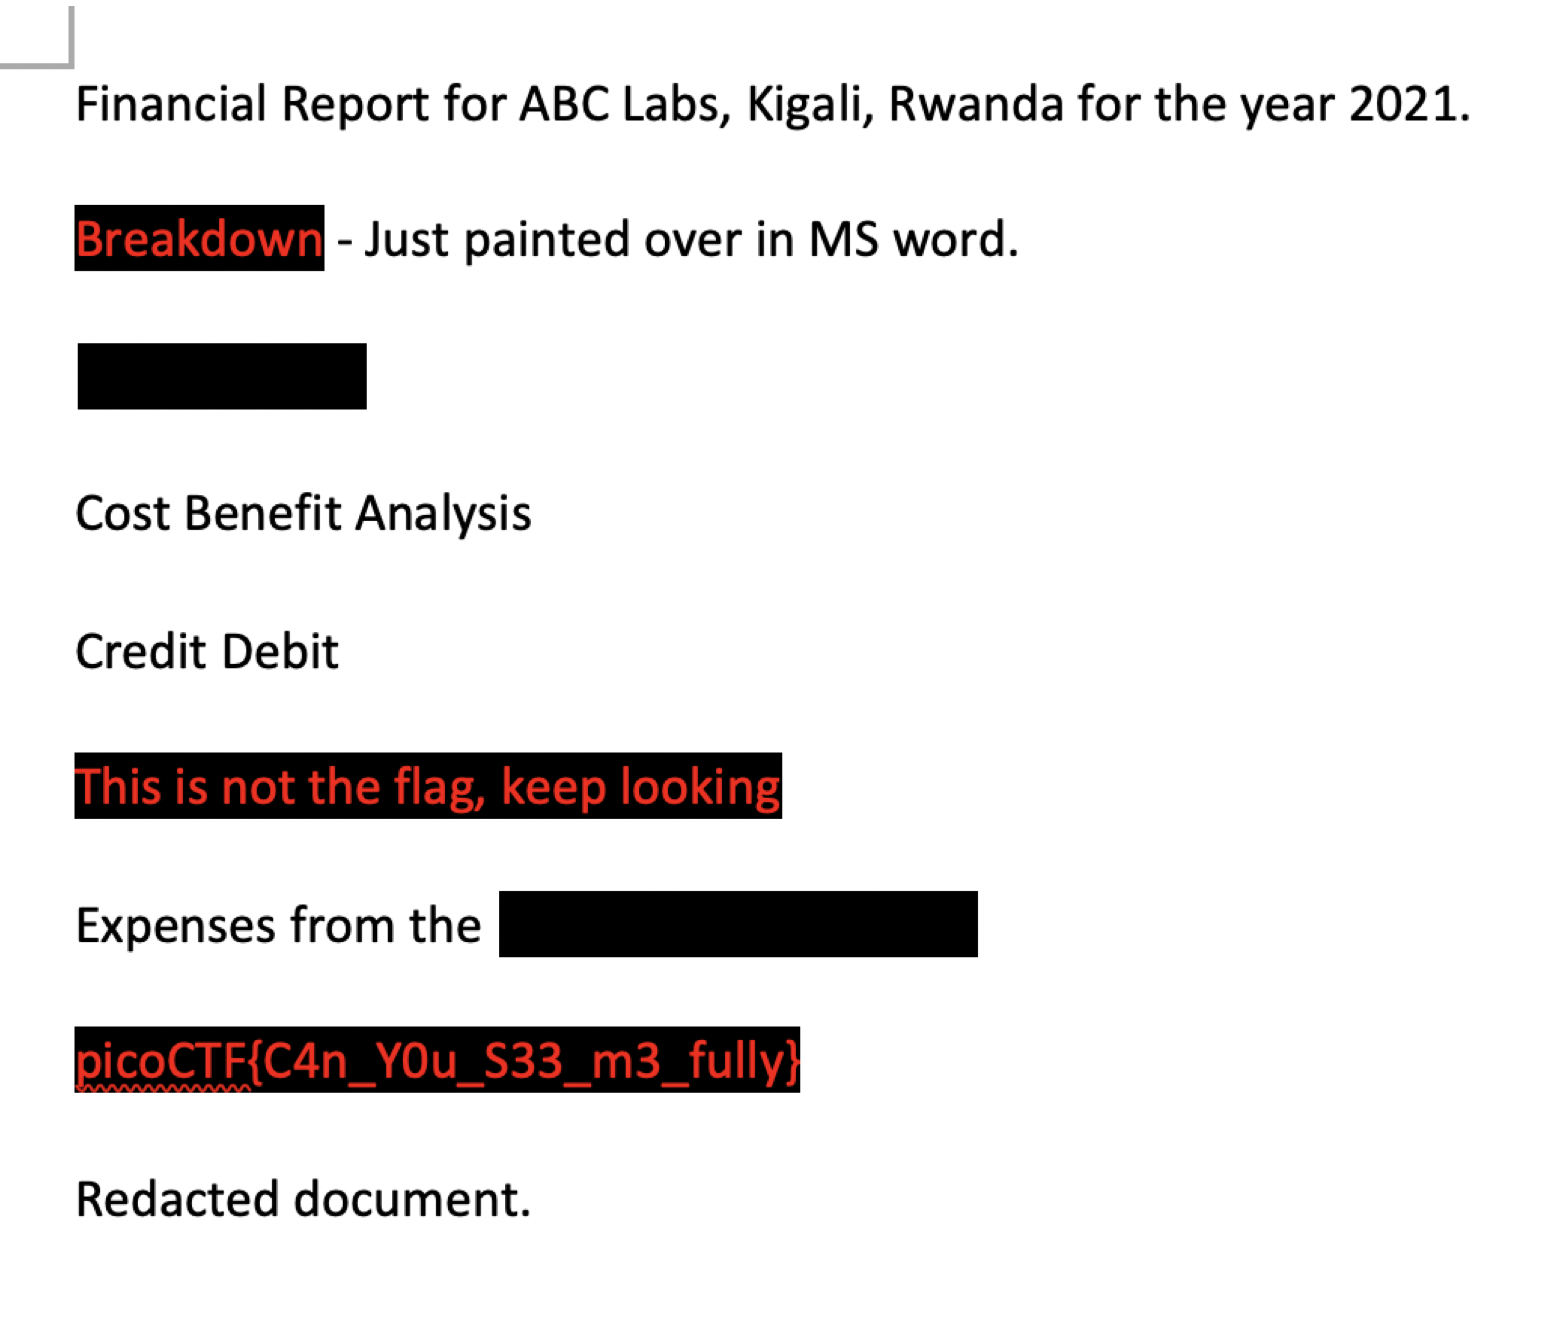 Financial Report for ABC Labs, Kigali, Rwanda for the year 2021.
Breakdown - Just painted over in MS word.
Cost Benefit Analysis
Credit Debit
This is not the flag, keep looking
Expenses from the
picoCTF{C4n_Y0u_S33_m3_fully}
Redacted document.